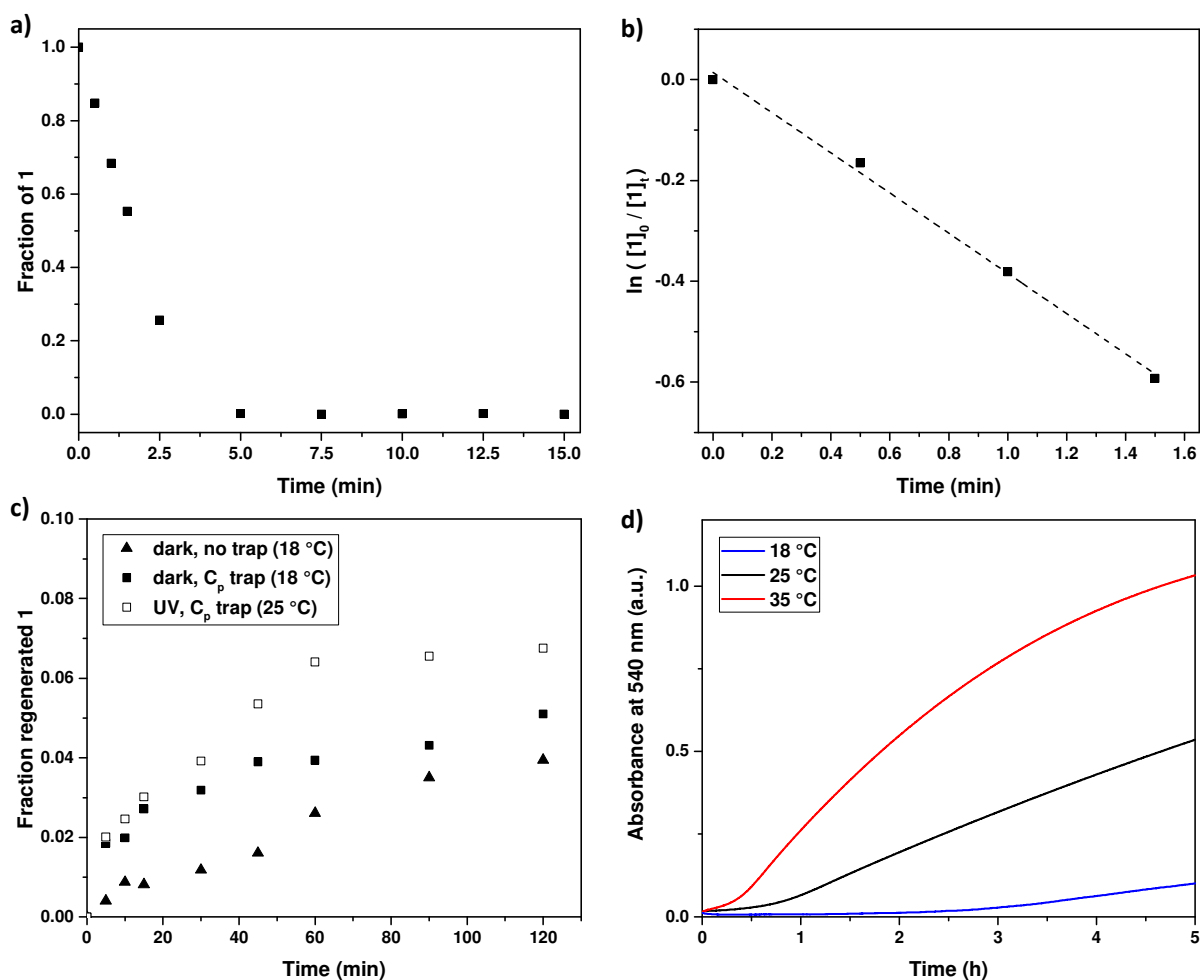 a)
1.0
0.8
0.6
0.4
0.2
0.0
Fraction of 1
0.0 2.5 5.0 7.5 10.0 12.5 15.0
Time (min)
b)
0.0
-0.2
-0.4
-0.6
ln ( [1]0 / [1]t)
0.0 0.2 0.4 0.6 0.8 1.0 1.2 1.4 1.6
Time (min)
c)
0.10
0.08
0.06
0.04
0.02
0.00
Fraction regenerated 1
dark, no trap (18 °C)
dark, Cp trap (18 °C)
UV, Cp trap (25 °C)
0 20 40 60 80 100 120
Time (min)
d)
1.0
0.5
0.0
Absorbance at 540 nm (a.u.)
18 °C
25 °C
35 °C
0 1 2 3 4 5
Time (h)